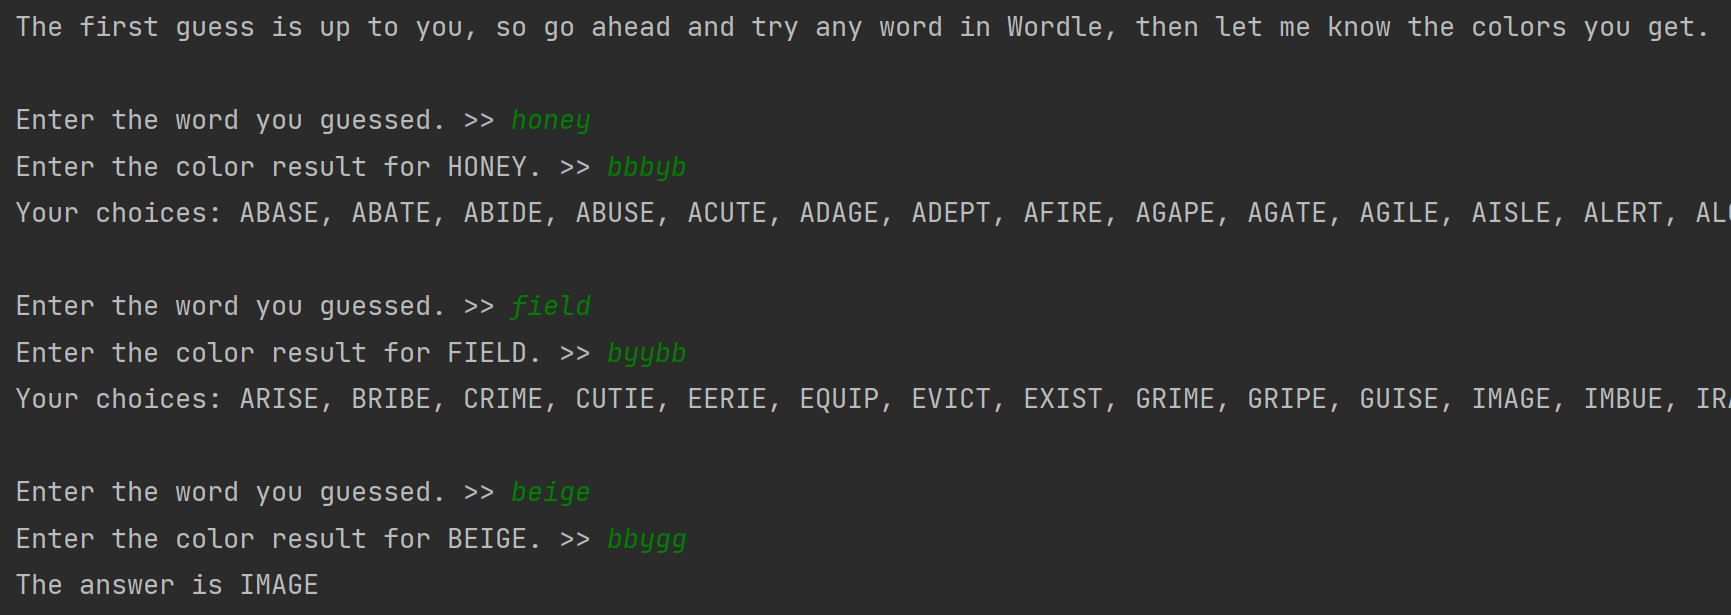 The first guess is up to you, so go ahead and try any word in Wordle, then let me know the colors you get.
Enter the word you guessed. >> honey
Enter the color result for HONEY. >> bbbyb
Your choices: ABASE, ABATE, ABIDE, ABUSE, ACUTE, ADAGE, ADEPT, AFIRE, AGAPE, AGATE, AGILE, AISLE, ALERT,
Enter the word you guessed. >> field
Enter the color result for FIELD. >> byybb
Your choices: ARISE, BRIBE, CRIME, CUTIE, EERIE, EQUIP, EVICT, EXIST, GRIME, GRIPE, GUISE, IMAGE, IMBUE,
Enter the word you guessed. >> beige
Enter the color result for BEIGE. >> bbygg
The answer is IMAGE